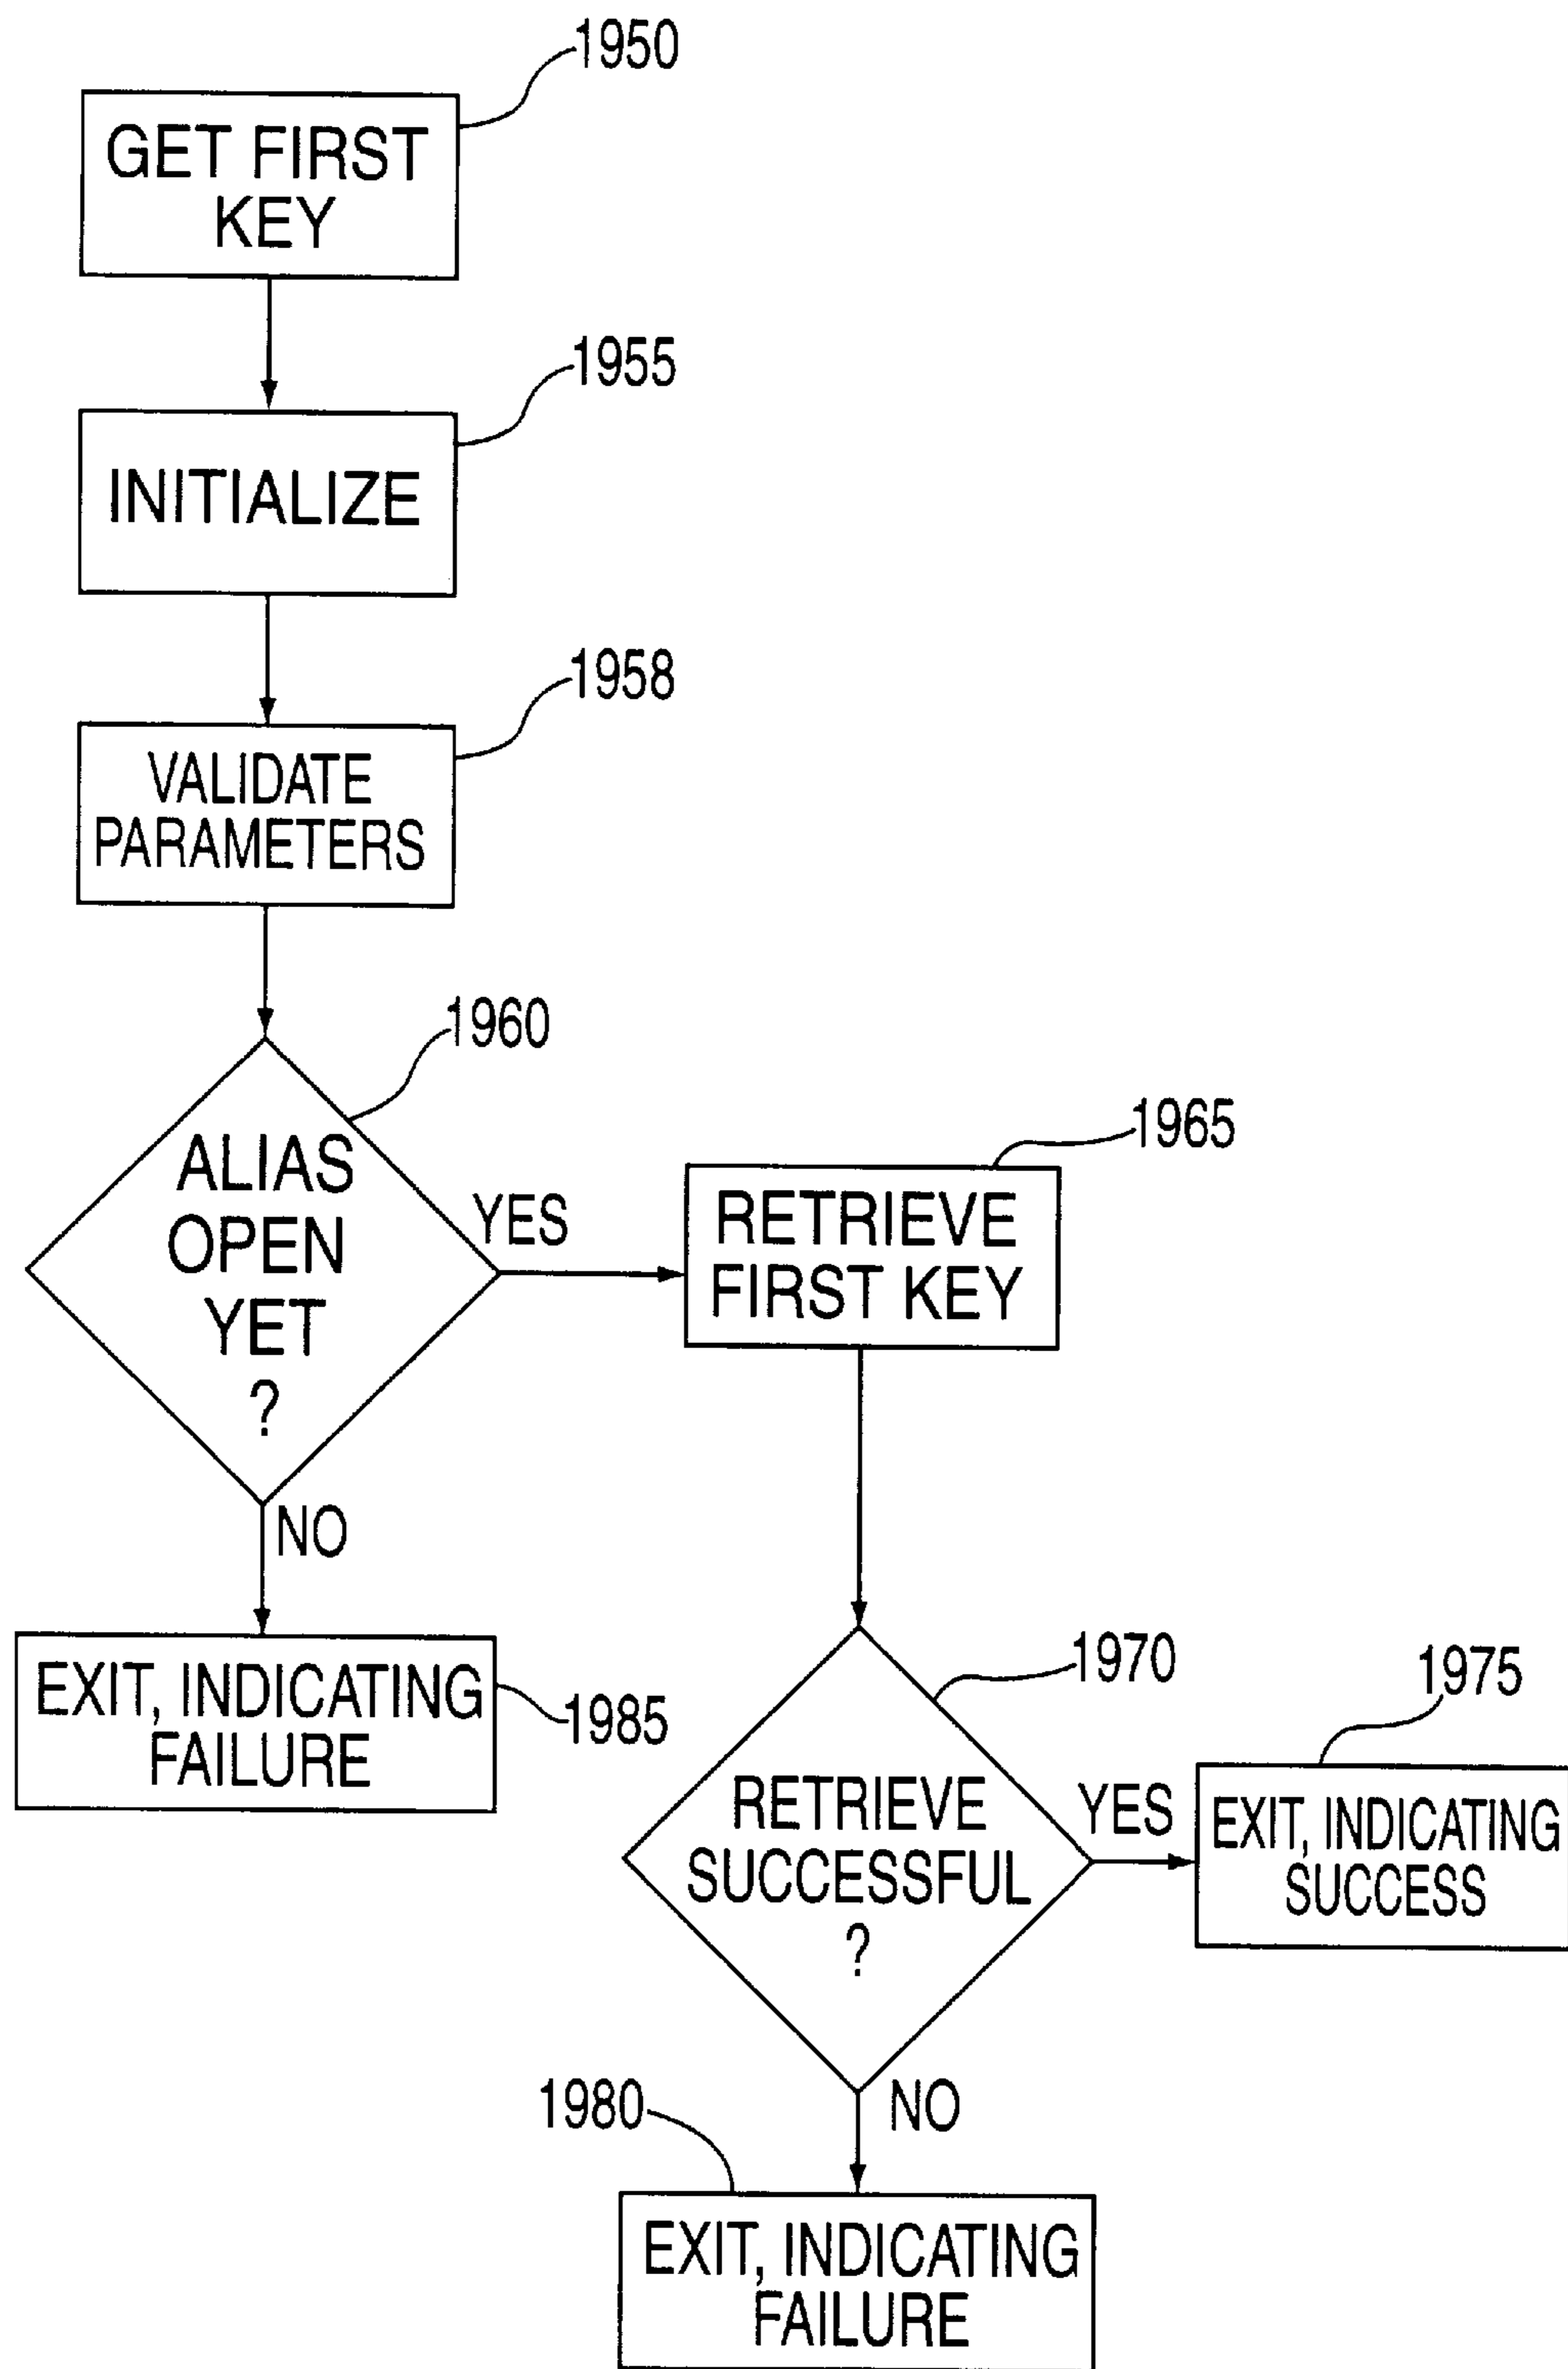 1950
GET FIRST
KEY
1955
INITIALIZE
1958
VALIDATE
PARAMETERS
1960
ALIAS
OPEN
YET
?
YES
1965
RETRIEVE
FIRST KEY
NO
EXIT, INDICATING
FAILURE
1985
1970
RETRIEVE
SUCCESSFUL
?
YES
1975
EXIT, INDICATING
SUCCESS
NO
1980
EXIT, INDICATING
FAILURE